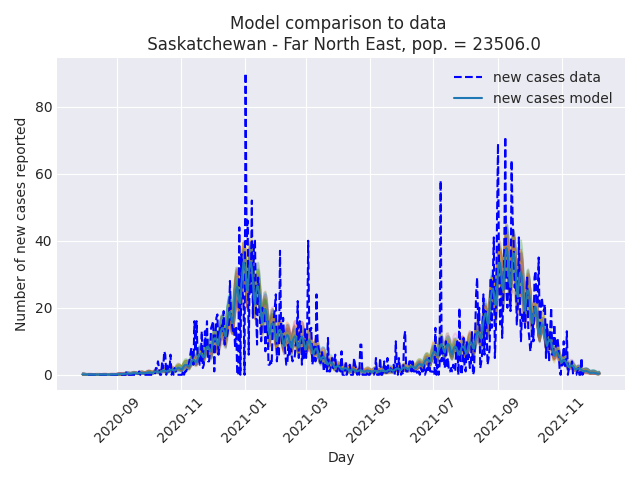 Model comparison to data
Saskatchewan - Far North East, pop. = 23506.0
new cases data
new cases model
Number of new cases reported
80
60
40
20
0
2020-09
2020-11
2021-01
2021-03
2021-05
2021-07
2021-09
2021-11
Day